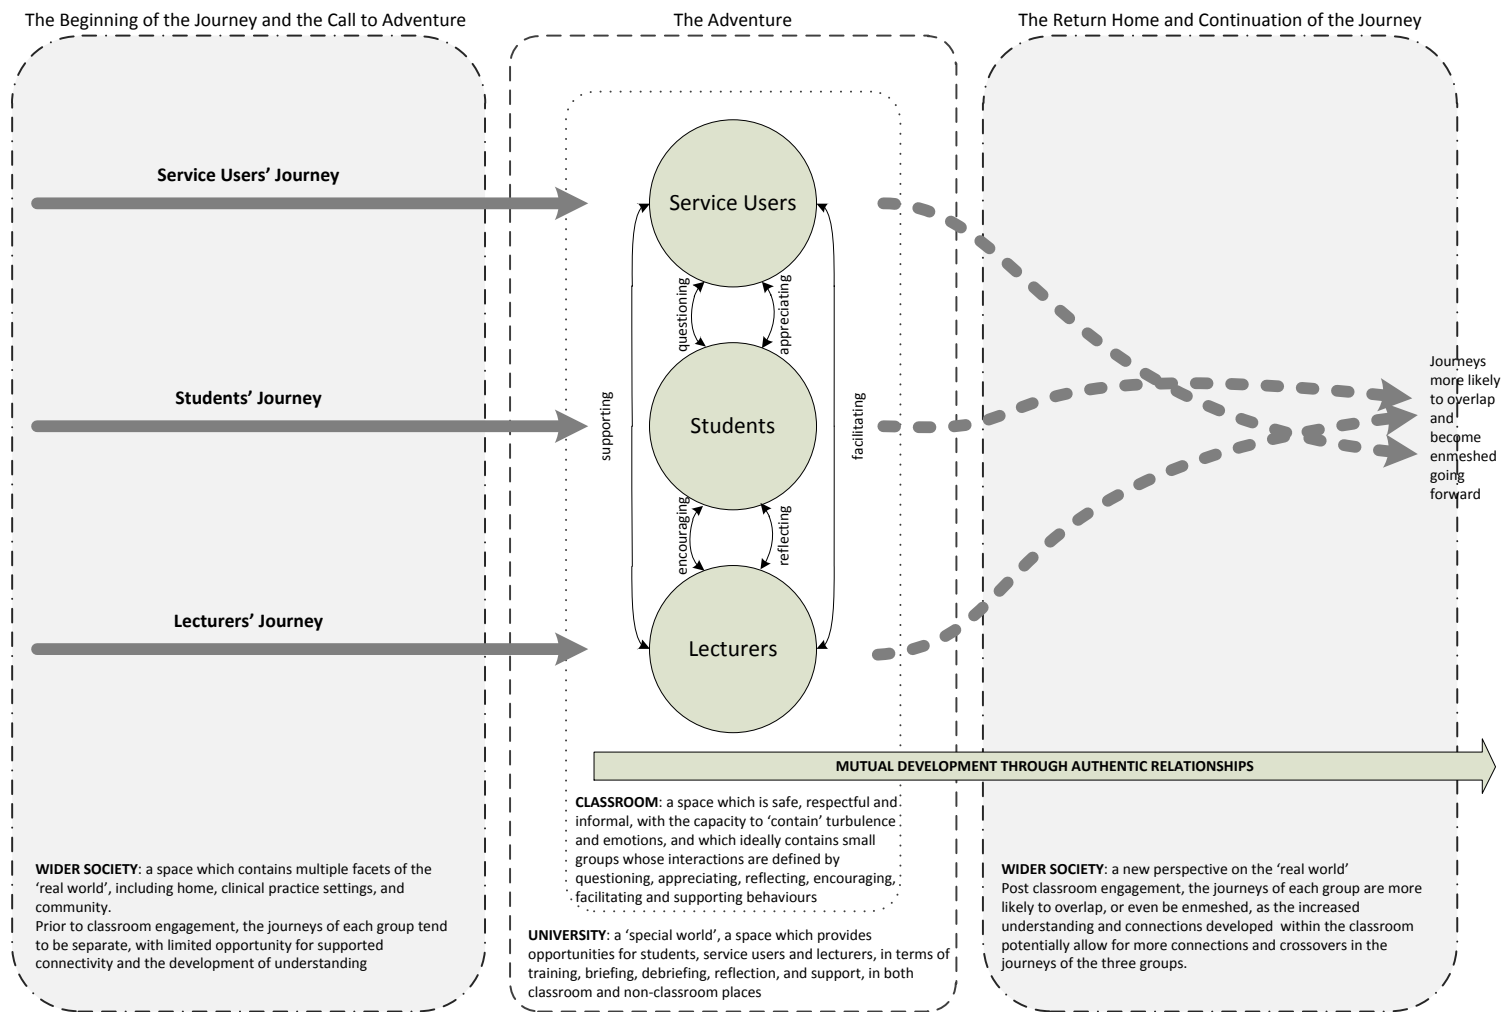 The Beginning of the Journey and the Call to Adventure
The Adventure
The Return Home and Continuation of the Journey
Service Users’ Journey
Students’ Journey
Lecturers’ Journey
Service Users
questioning
appreciating
Students
supporting
facilitating
encouraging
reflecting
Lecturers
Journeys
more likely
to overlap
and
become
enmeshed
going
forward
MUTUAL DEVELOPMENT THROUGH AUTHENTIC RELATIONSHIPS
WIDER SOCIETY: a space which contains multiple facets of the
‘real world’, including home, clinical practice settings, and
community.
Prior to classroom engagement, the journeys of each group tend
to be separate, with limited opportunity for supported
connectivity and the development of understanding
CLASSROOM: a space which is safe, respectful and
informal, with the capacity to ‘contain’ turbulence
and emotions, and which ideally contains small
groups whose interactions are defined by
questioning, appreciating, reflecting, encouraging,
facilitating and supporting behaviours
UNIVERSITY: a ‘special world’, a space which provides
opportunities for students, service users and lecturers, in terms of
training, briefing, debriefing, reflection, and support, in both
classroom and non-classroom places
WIDER SOCIETY: a new perspective on the ‘real world’
Post classroom engagement, the journeys of each group are more
likely to overlap, or even be enmeshed, as the increased
understanding and connections developed within the classroom
potentially allow for more connections and crossovers in the
journeys of the three groups.